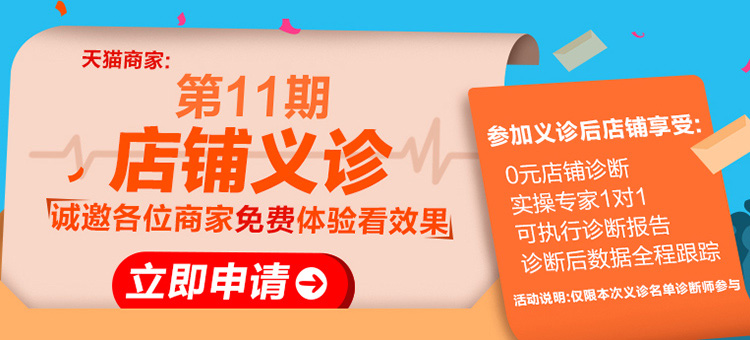 天猫商家:
第11期
店铺义诊
诚邀各位商家免费体验看效果
立即申请
参加义诊后店铺享受:
0元店铺诊断
实操专家1对1
可执行诊断报告
诊断后数据全程跟踪
活动说明:仅限本次义诊名单诊断师参与